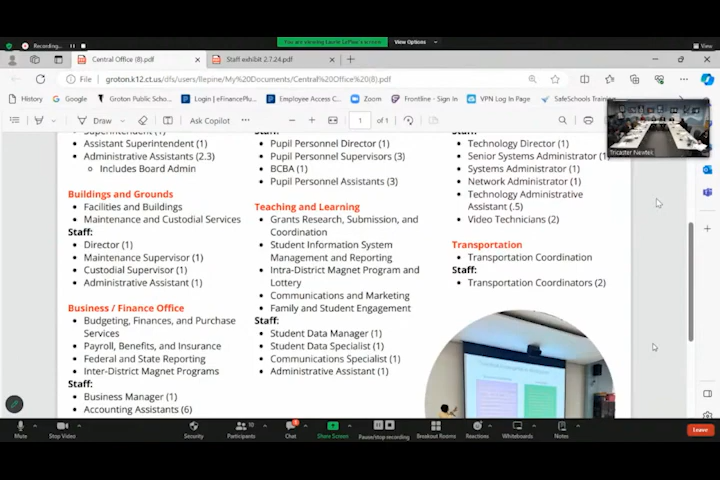 Recording...
You are viewing Laurie LePine's screen
View Options
View
Central Office (8).pdf
Staff exhibit 2.7.24.pdf
File
groton.k12.ct.us/dfs/users/llepine/My%20Documents/Central%20Office%20(8).pdf
History
Google
Groton Public Scho...
Login | eFinancePlu...
Employee Access C...
Zoom
Frontline - Sign In
VPN Log In Page
SafeSchools Training
Draw
Ask Copilot
1
of 1
Tricaster Newtek
Superintendent (1)
Assistant Superintendent (1)
Administrative Assistants (2.3)
Includes Board Admin
Buildings and Grounds
Facilities and Buildings
Maintenance and Custodial Services
Staff:
Director (1)
Maintenance Supervisor (1)
Custodial Supervisor (1)
Administrative Assistant (1)
Business / Finance Office
Budgeting, Finances, and Purchase
Services
Payroll, Benefits, and Insurance
Federal and State Reporting
Inter-District Magnet Programs
Staff:
Business Manager (1)
Accounting Assistants (6)
Staff:
Pupil Personnel Director (1)
Pupil Personnel Supervisors (3)
BCBA (1)
Pupil Personnel Assistants (3)
Teaching and Learning
Grants Research, Submission, and
Coordination
Student Information System
Management and Reporting
Intra-District Magnet Program and
Lottery
Communications and Marketing
Family and Student Engagement
Staff:
Student Data Manager (1)
Student Data Specialist (1)
Communications Specialist (1)
Administrative Assistant (1)
Staff:
Technology Director (1)
Senior Systems Administrator (1)
Systems Administrator (1)
Network Administrator (1)
Technology Administrative
Assistant (.5)
Video Technicians (2)
Transportation
Transportation Coordination
Staff:
Transportation Coordinators (2)
Mute
Stop Video
Security
Participants
10
Chat
Share Screen
Pause/stop recording
Breakout Rooms
Reactions
Whiteboards
Notes
Leave